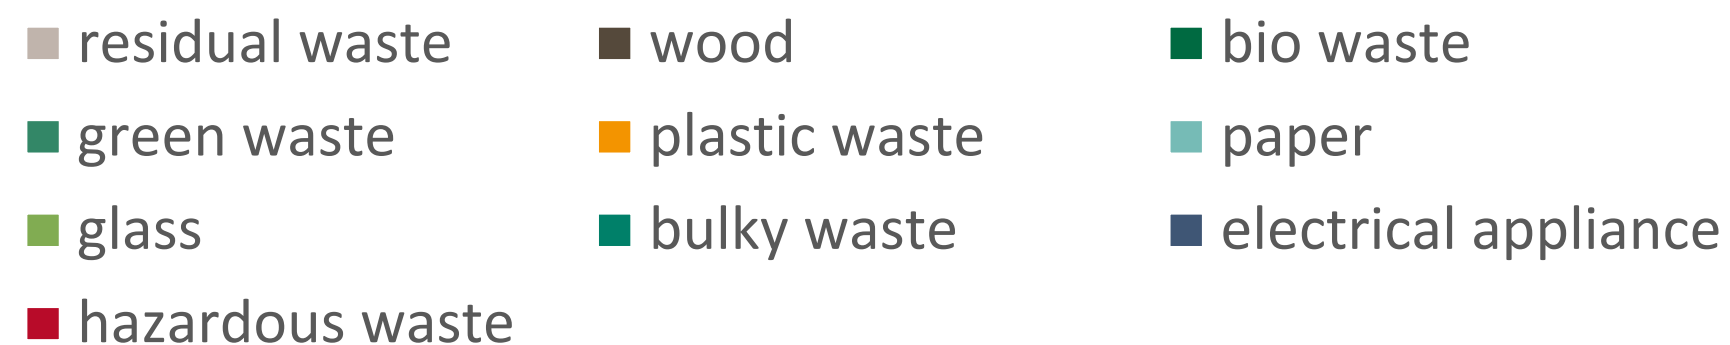 residual waste wood bio waste
green waste plastic waste paper
glass bulky waste electrical appliance
hazardous waste